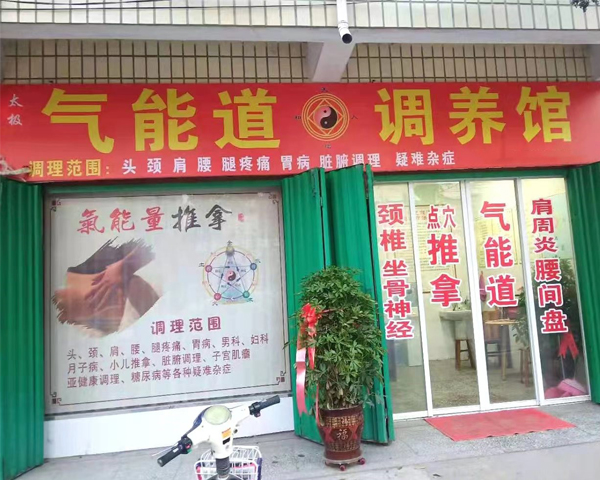 太极
气能道 调养馆
调理范围：头 颈 肩 腰 腿疼痛 胃病 脏腑调理 疑难杂症
氣能量推拿
调理范围
头、颈、肩、腰、腿疼痛、胃病、男科、妇科
月子病、小儿推拿、脏腑调理、子宫肌瘤
亚健康调理、糖尿病等各种疑难杂症
颈椎 坐骨神经
点穴
推拿
气能道
肩周炎 腰间盘